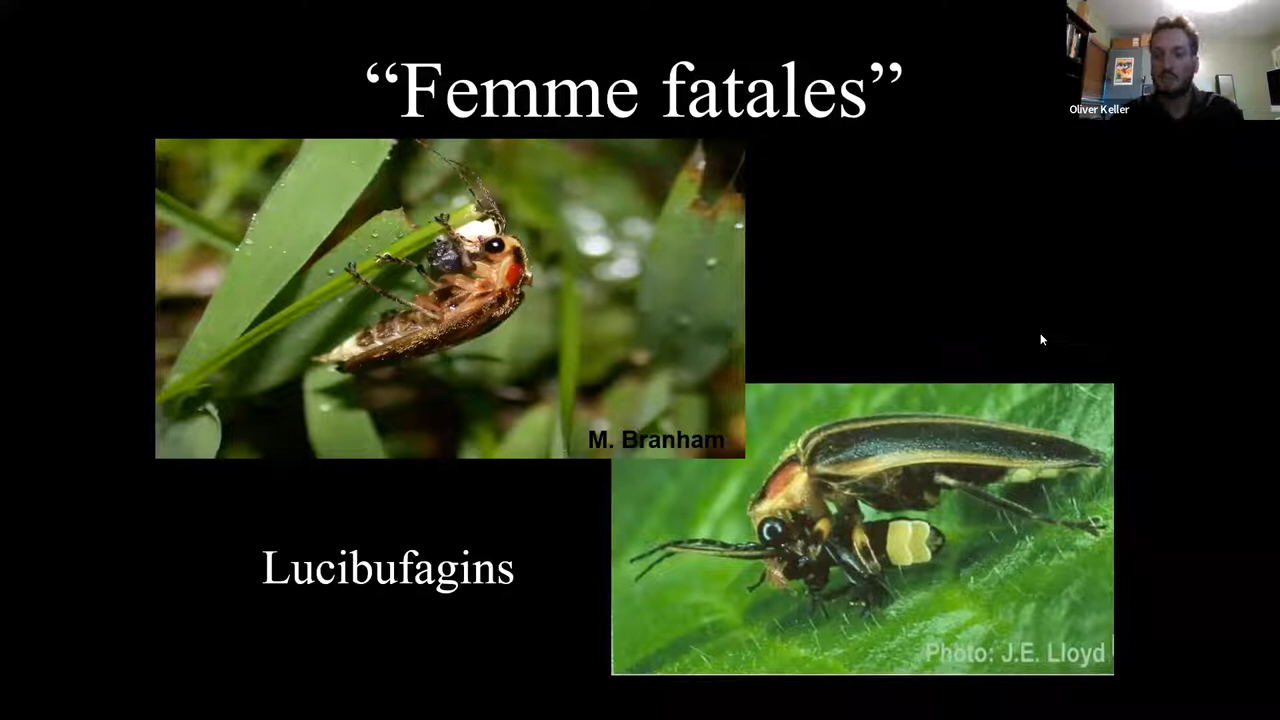 “Femme fatales”
Oliver Keller
M. Branham
Lucibufagins
Photo: J.E. Lloyd